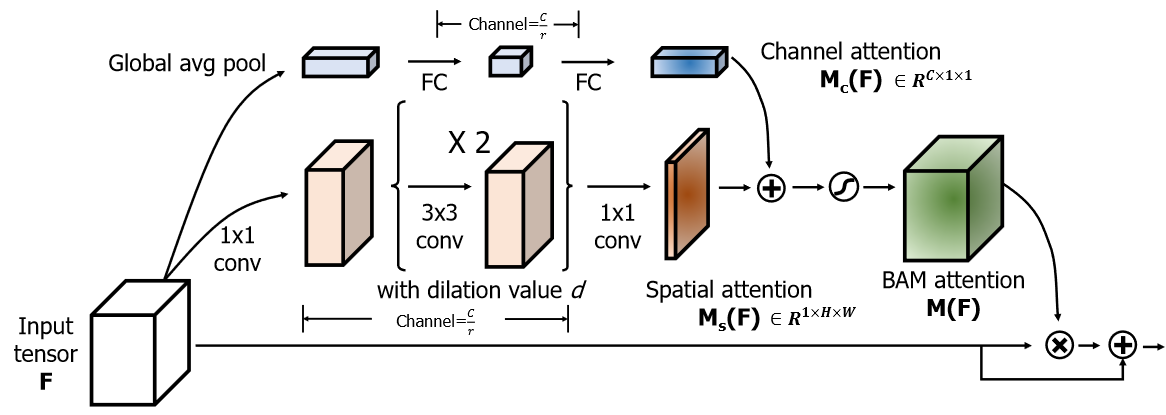 Channel=C/r
Global avg pool
FC
FC
Channel attention
Mc(F) ∈ R^C×1×1
X 2
1x1
conv
3x3
conv
1x1
conv
with dilation value d
Channel=C/r
Spatial attention
Ms(F) ∈ R^1×H×W
BAM attention
M(F)
Input
tensor
F